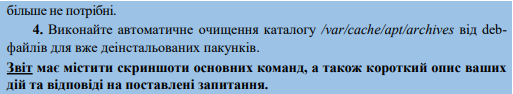 більше не потрібні.
4. Виконайте автоматичне очищення каталогу /var/cache/apt/archives від deb-
файлів для вже деінстальованих пакунків.
Звіт має містити скриншоти основних команд, а також короткий опис ваших
дій та відповіді на поставлені запитання.